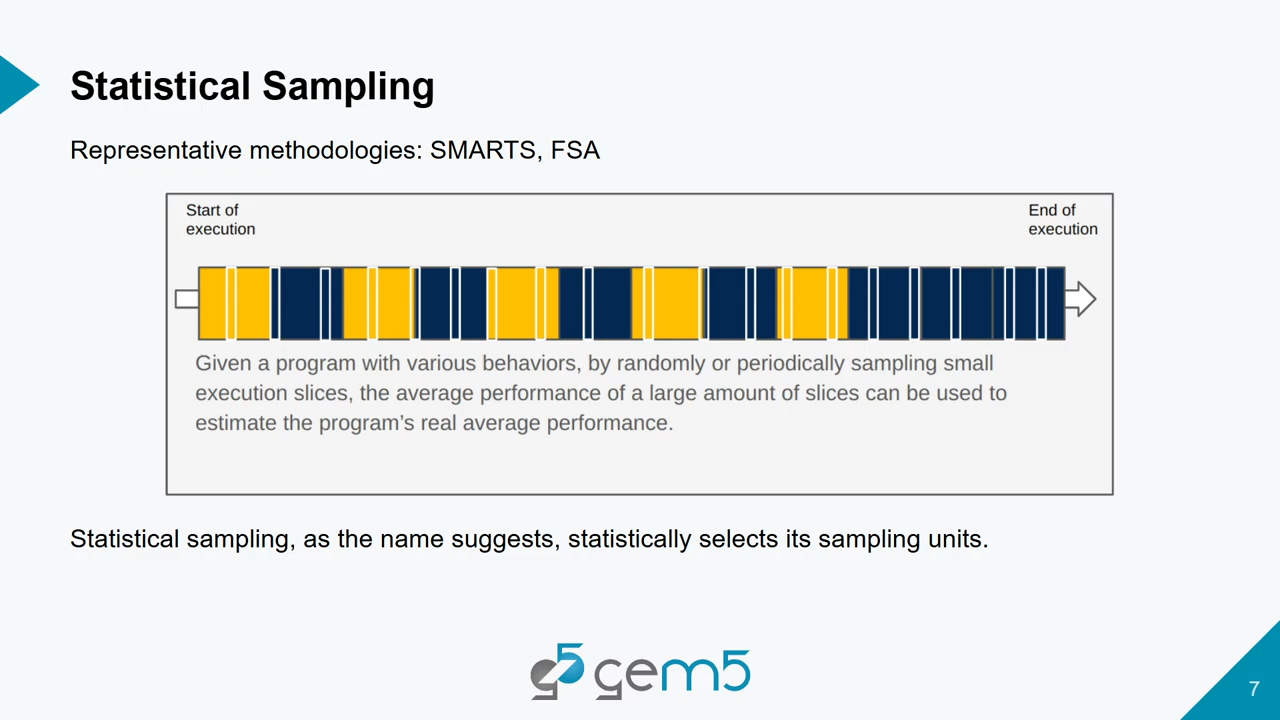 Statistical Sampling
Representative methodologies: SMARTS, FSA
Start of
execution
End of
execution
Given a program with various behaviors, by randomly or periodically sampling small
execution slices, the average performance of a large amount of slices can be used to
estimate the program's real average performance.
Statistical sampling, as the name suggests, statistically selects its sampling units.
g5 gem5
7